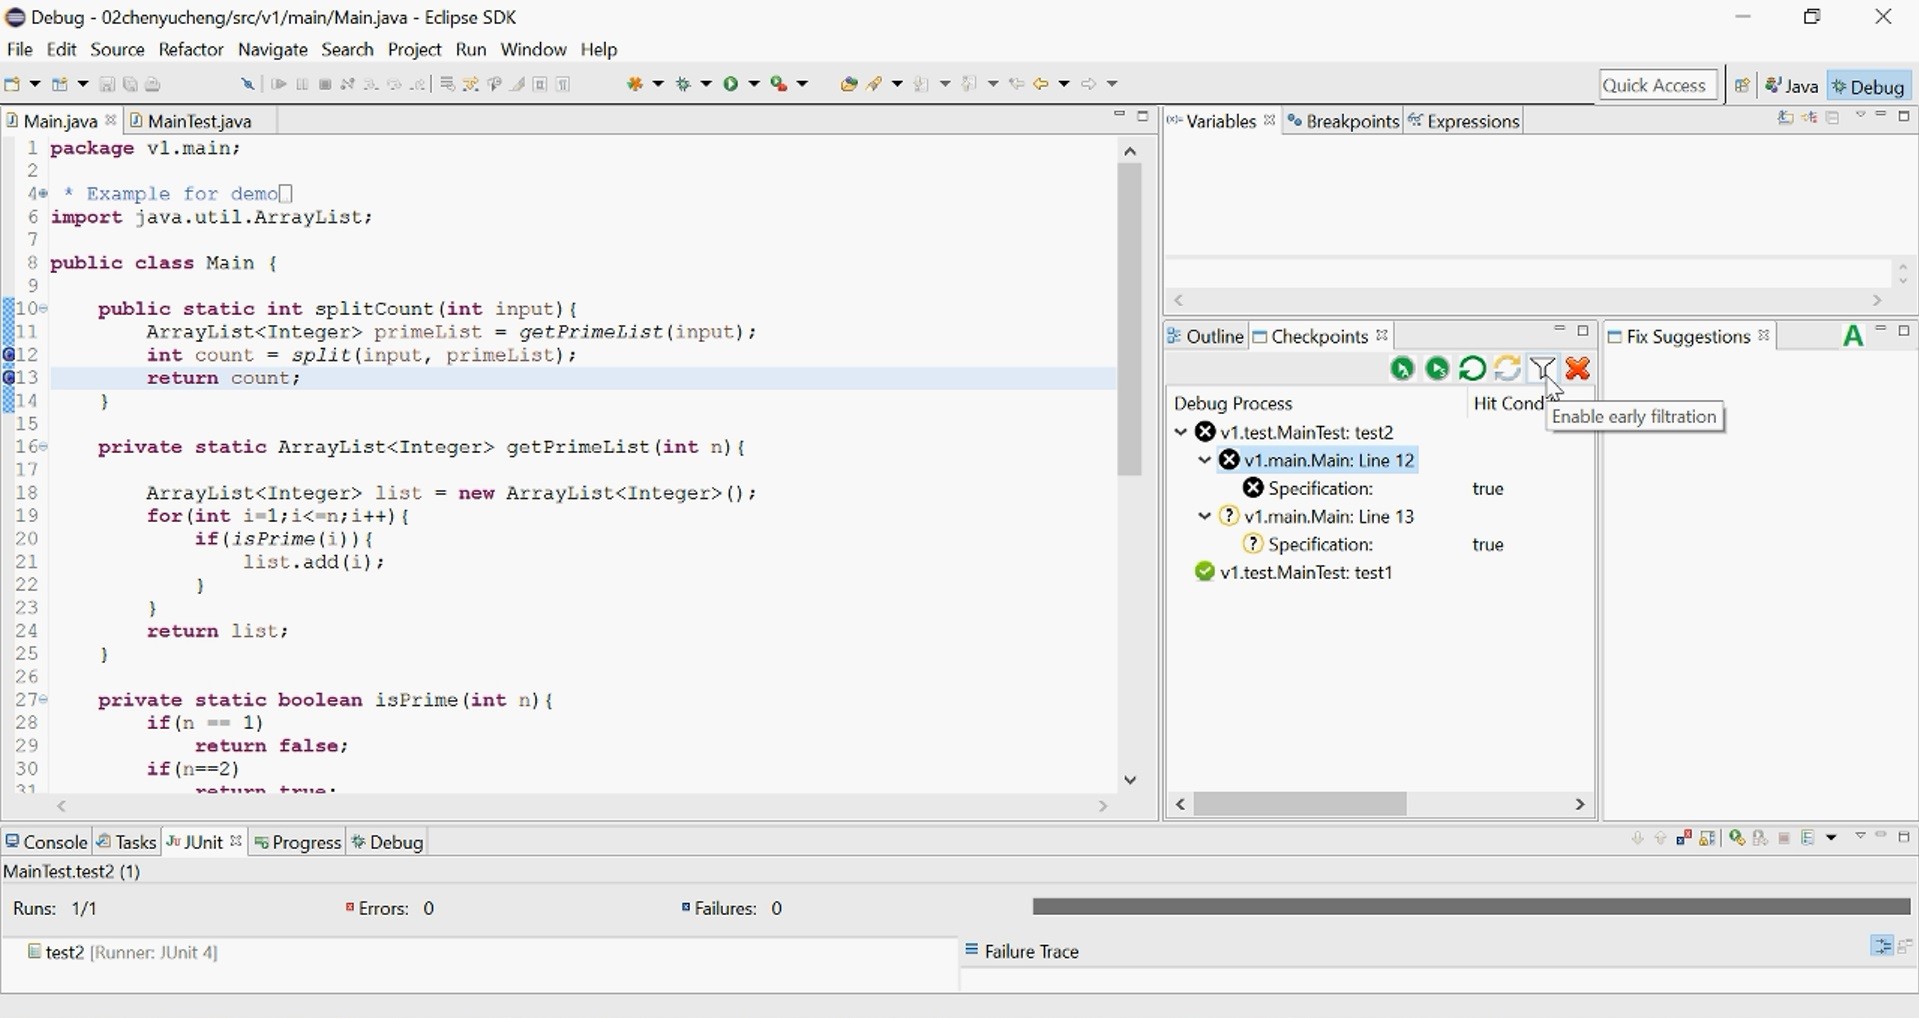 Debug - 02chenyucheng/src/v1/main/Main.java - Eclipse SDK
File Edit Source Refactor Navigate Search Project Run Window Help
Quick Access Java Debug
Main.java MainTest.java
1 package v1.main;
2
4 * Example for demo
6 import java.util.ArrayList;
7
8 public class Main {
9
10 public static int splitCount(int input){
11 ArrayList<Integer> primeList = getPrimeList(input);
12 int count = split(input, primeList);
13 return count;
14 }
15
16 private static ArrayList<Integer> getPrimeList(int n){
17
18 ArrayList<Integer> list = new ArrayList<Integer>();
19 for(int i=1;i<=n;i++){
20 if(isPrime(i)){
21 list.add(i);
22 }
23 }
24 return list;
25 }
26
27 private static boolean isPrime(int n){
28 if(n == 1)
29 return false;
30 if(n==2)
31 return true;
(x)= Variables Breakpoints Expressions
Outline Checkpoints
Debug Process Hit Cond
Enable early filtration
v1.test.MainTest: test2
v1.main.Main: Line 12
Specification: true
v1.main.Main: Line 13
Specification: true
v1.test.MainTest: test1
Fix Suggestions A
Console Tasks JUnit Progress Debug
MainTest.test2 (1)
Runs: 1/1 Errors: 0 Failures: 0
test2 [Runner: JUnit 4]
Failure Trace